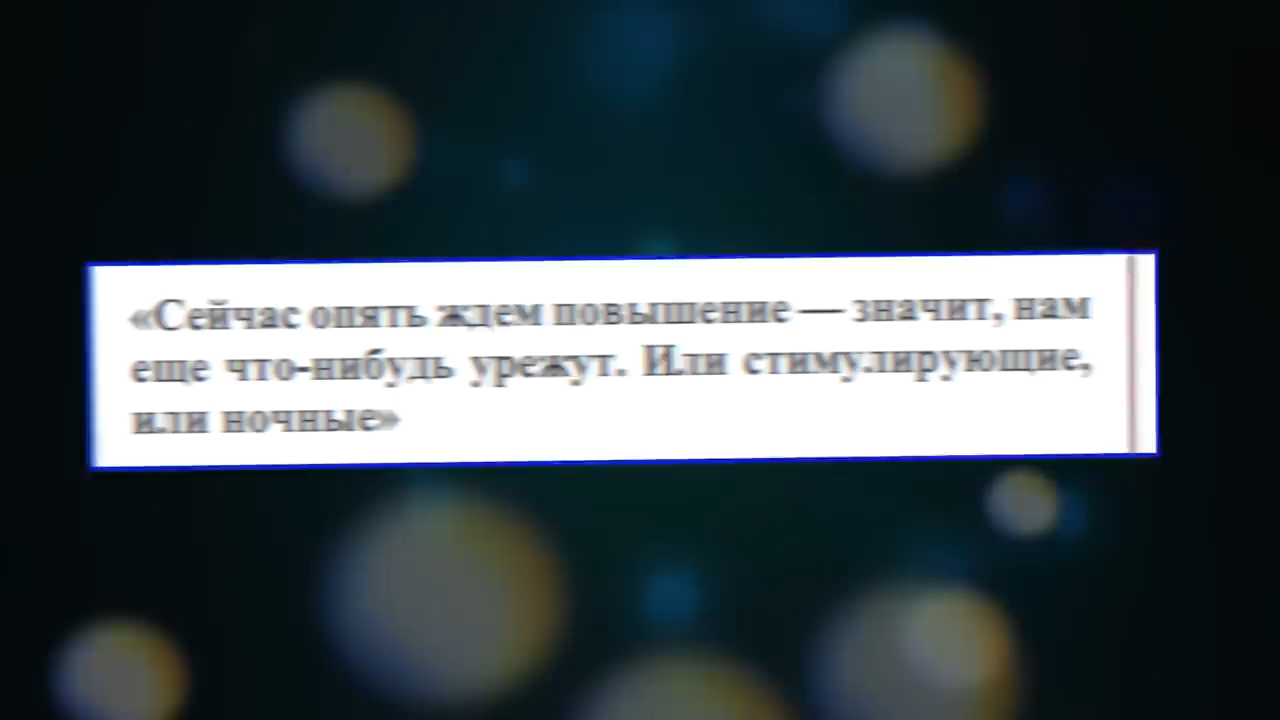 «Сейчас опять ждем повышение — значит, нам
еще что-нибудь урежут. Или стимулирующие,
или ночные»